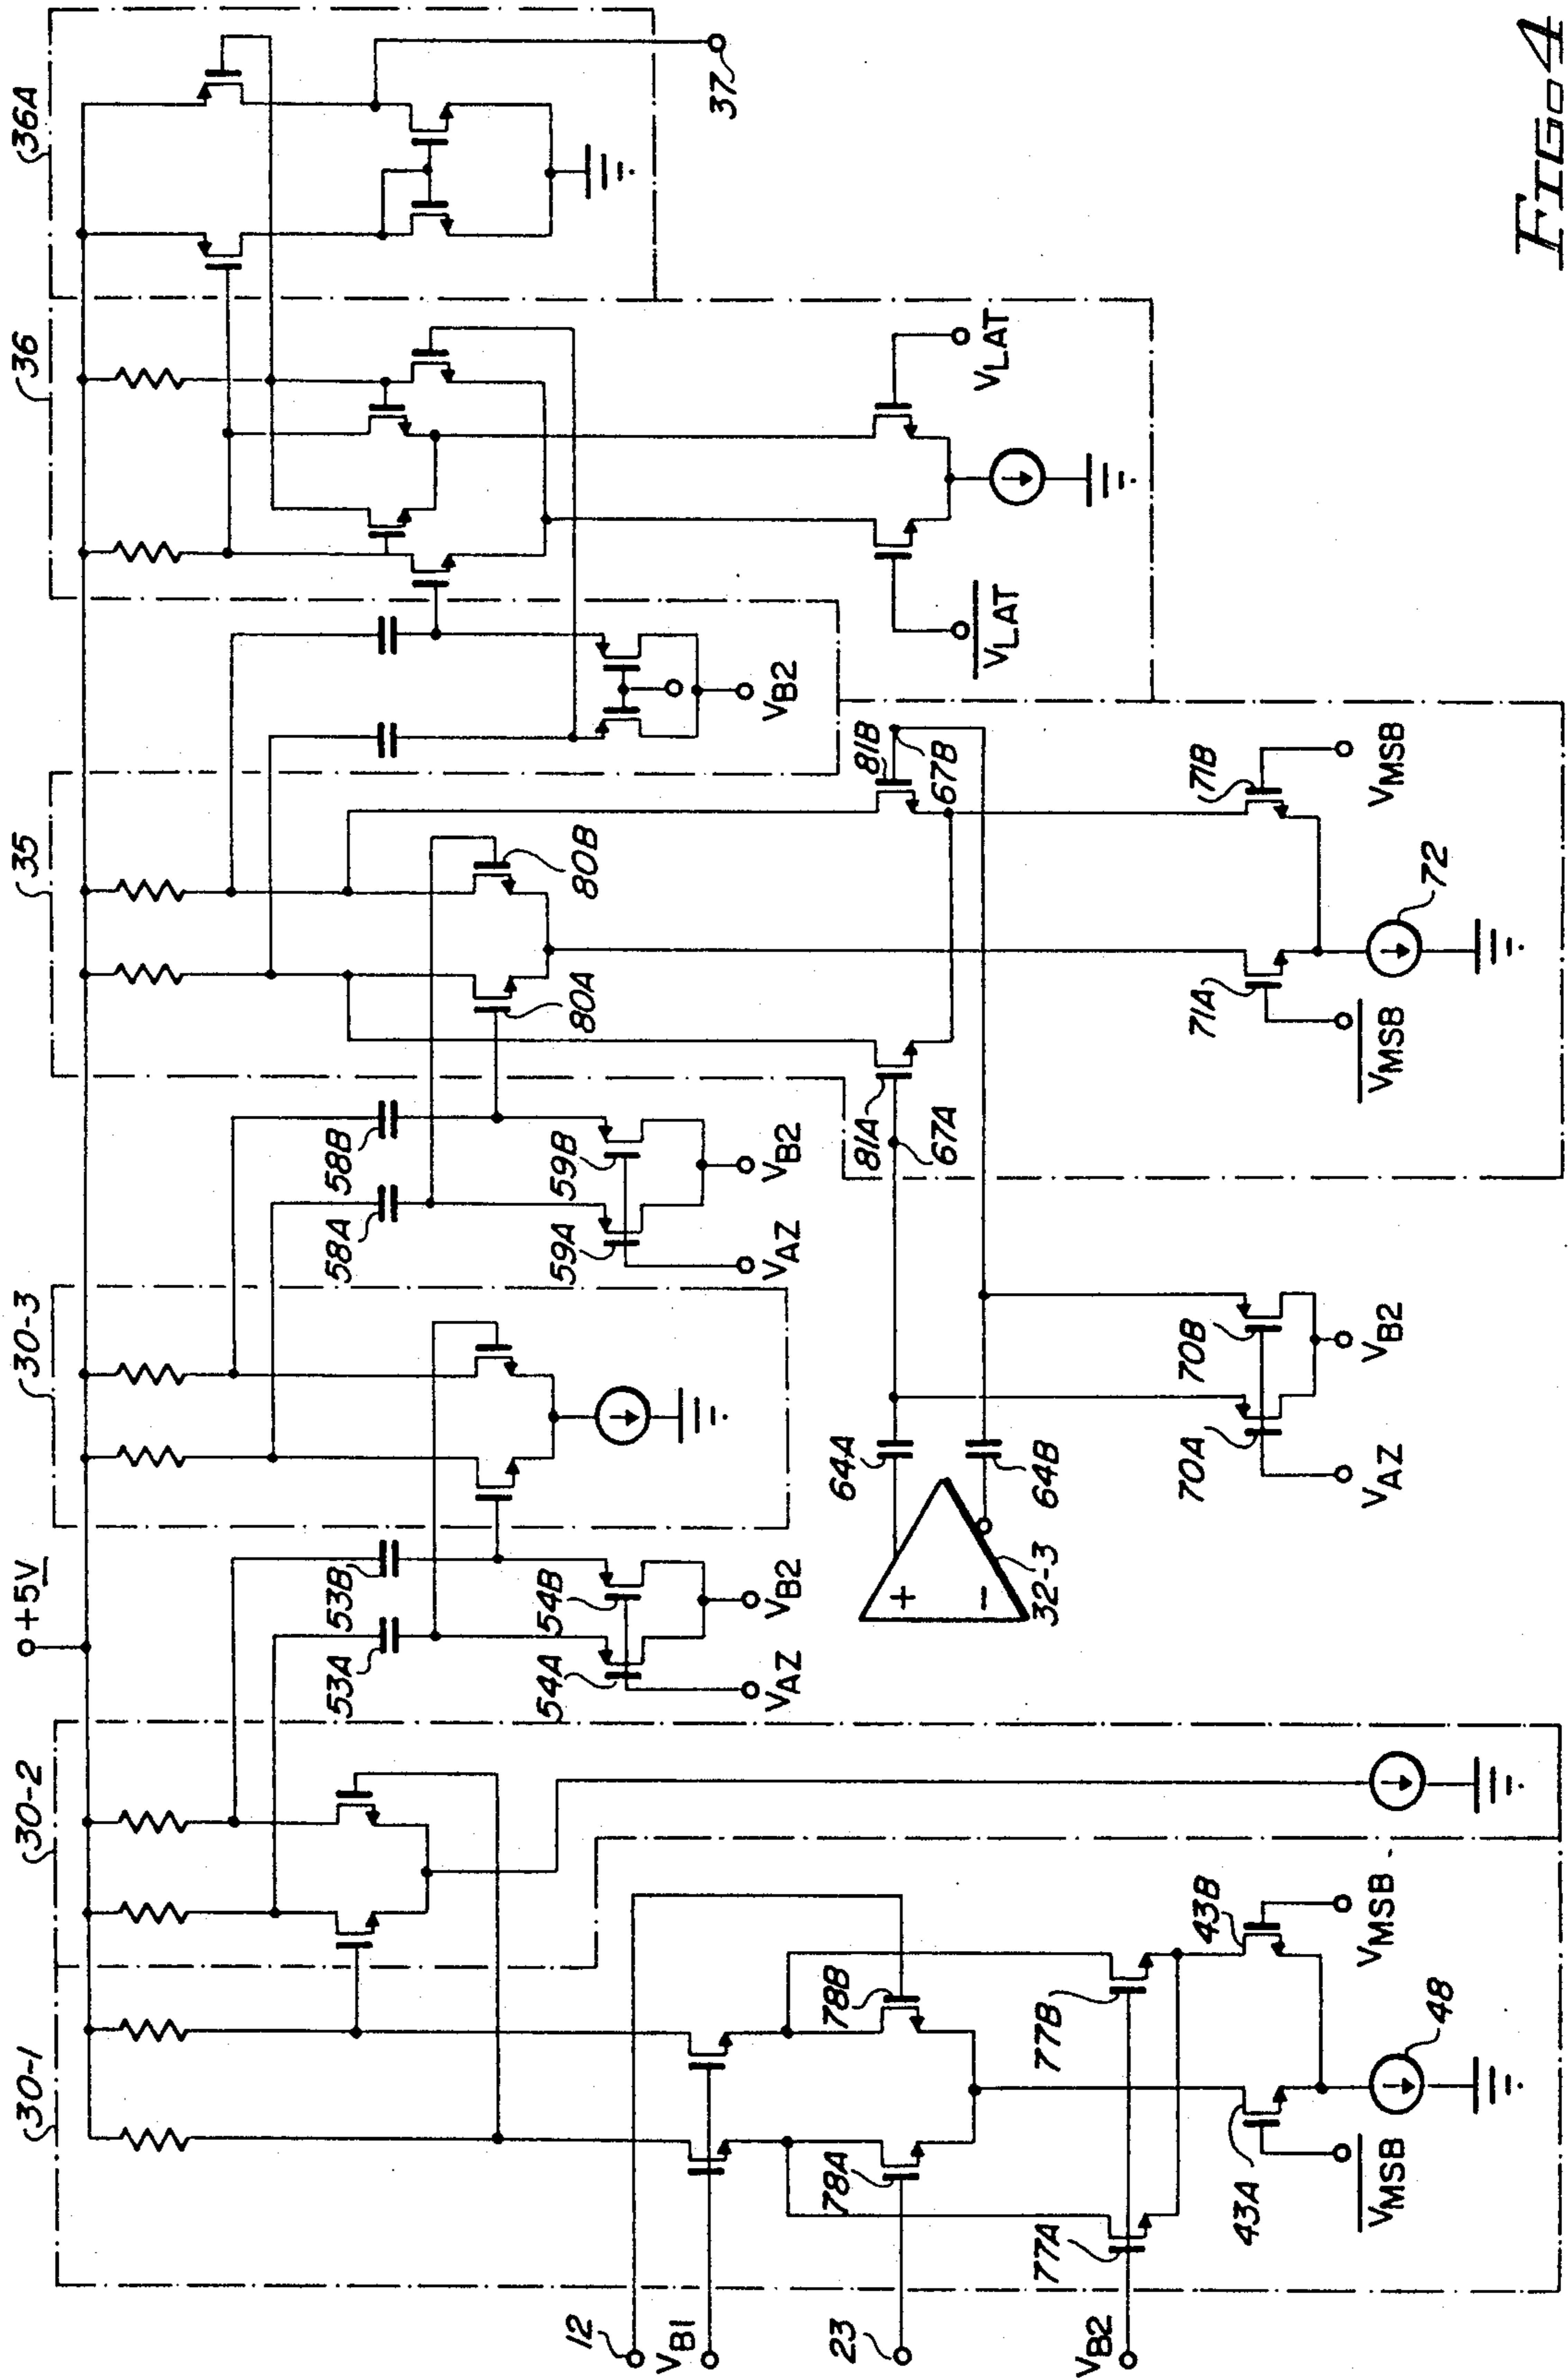 30-1
30-2
+5V
30-3
35
36
36A
53A
53B
58A
58B
54A
54B
59A
59B
VAZ
VB2
VAZ
VB2
80A
80B
VB2
37
12
VB1
78A
78B
23
77A
77B
VB2
43A
43B
VMSB
VMSB
48
+
-
32-3
64A
64B
70A
70B
VAZ
VB2
81A
67A
81B
67B
71A
71B
VMSB
VMSB
72
VLAT
VLAT
FIG. 4